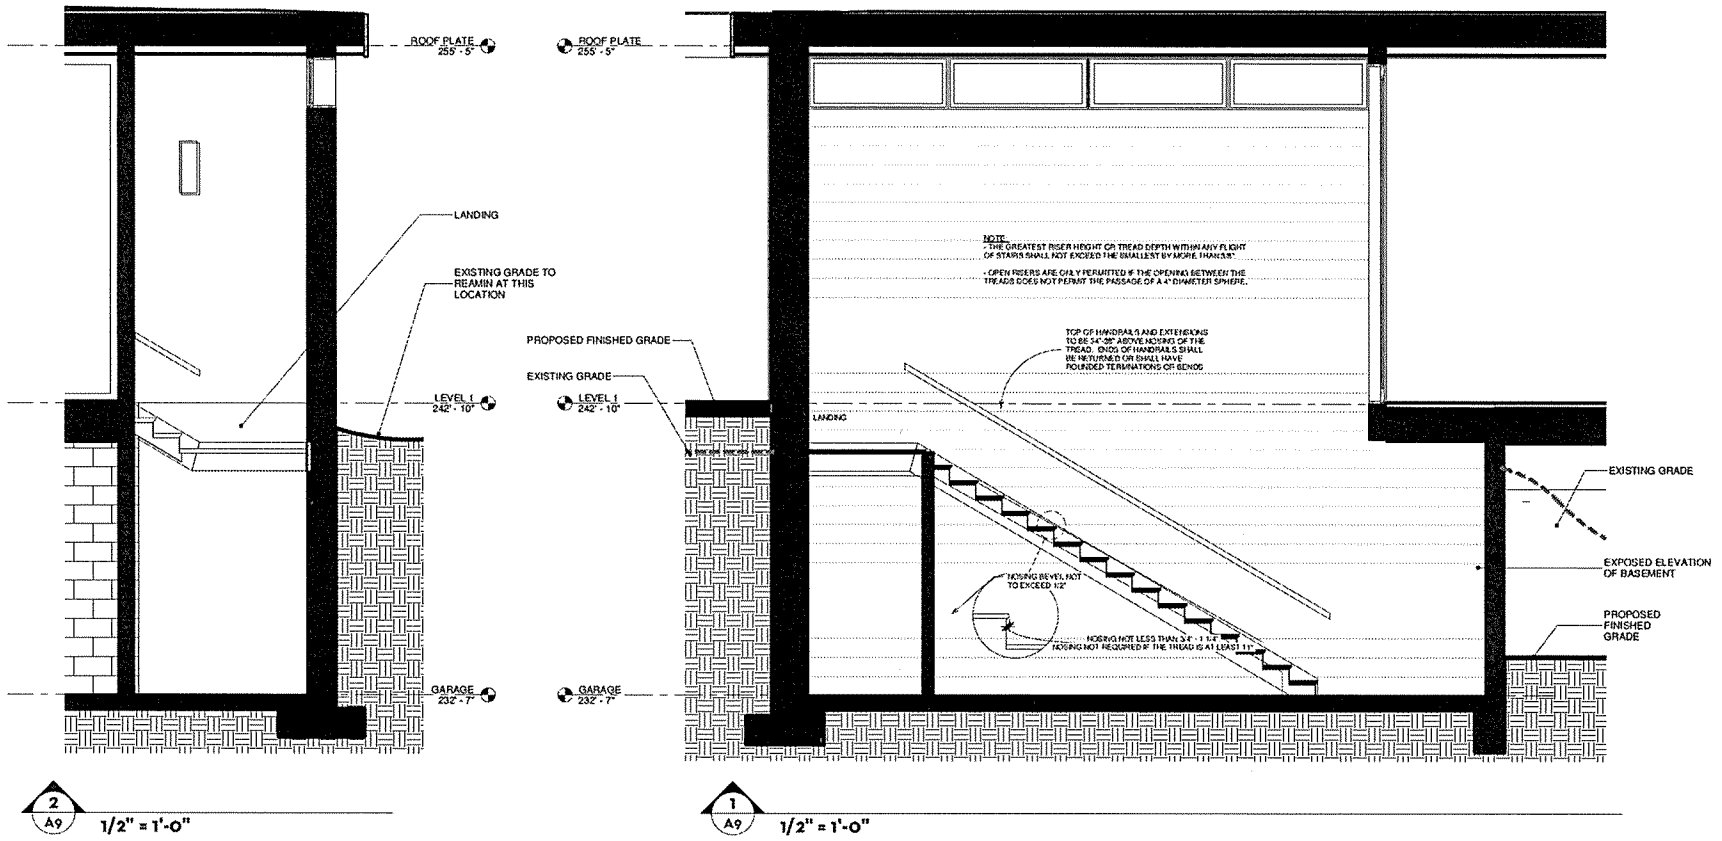 ROOF PLATE
255' - 5"
LANDING
EXISTING GRADE TO
REAMIN AT THIS
LOCATION
LEVEL 1
242' - 10"
GARAGE
232' - 7"
2
A9
1/2" = 1'-0"
ROOF PLATE
255' - 5"
PROPOSED FINISHED GRADE
EXISTING GRADE
LEVEL 1
242' - 10"
GARAGE
232' - 7"
NOTE:
- THE GREATEST RISER HEIGHT OR TREAD DEPTH WITHIN ANY FLIGHT
OF STAIRS SHALL NOT EXCEED THE SMALLEST BY MORE THAN 3/8".
- OPEN RISERS ARE ONLY PERMITTED IF THE OPENING BETWEEN THE
TREADS DOES NOT PERMIT THE PASSAGE OF A 4" DIAMETER SPHERE.
TOP OF HANDRAILS AND EXTENSIONS
TO BE 34"-38" ABOVE NOSING OF THE
TREAD. ENDS OF HANDRAILS SHALL
BE RETURNED OR SHALL HAVE
ROUNDED TERMINATIONS OR BENDS
LANDING
NOSING BEVEL NOT
TO EXCEED 1/2"
NOSING NOT LESS THAN 3/4" - 1 1/4"
NOSING NOT REQUIRED IF THE TREAD IS AT LEAST 11"
EXISTING GRADE
EXPOSED ELEVATION
OF BASEMENT
PROPOSED
FINISHED
GRADE
1
A9
1/2" = 1'-0"